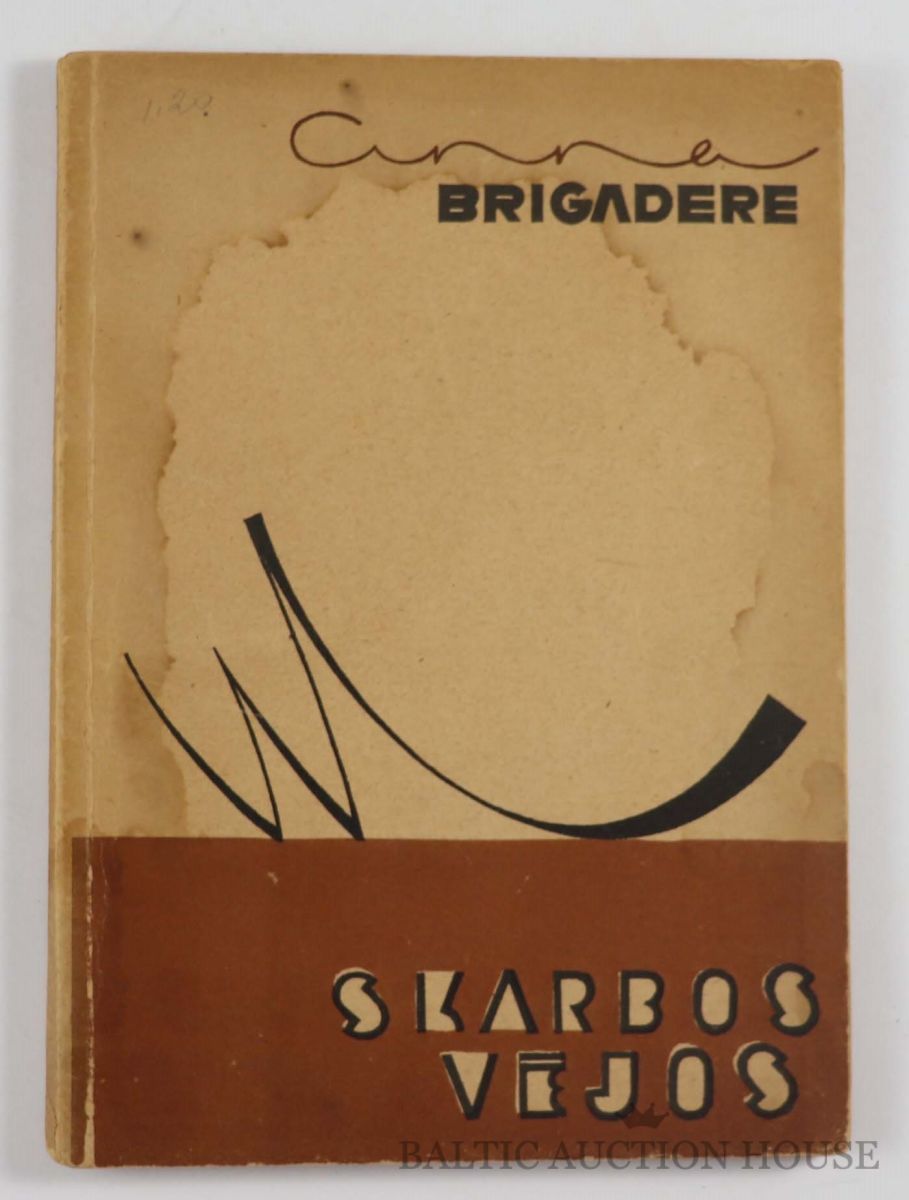 1.20
Anna
BRIGADERE
SKARBOS
VĒJOS
BALTIC AUCTION HOUSE